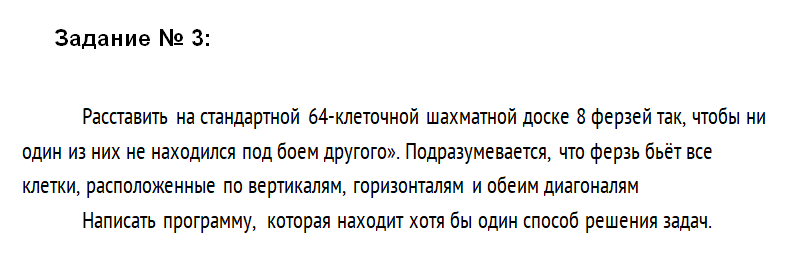 Задание № 3:
Расставить на стандартной 64-клеточной шахматной доске 8 ферзей так, чтобы ни
один из них не находился под боем другого». Подразумевается, что ферзь бьёт все
клетки, расположенные по вертикалям, горизонталям и обеим диагоналям
Написать программу, которая находит хотя бы один способ решения задач.